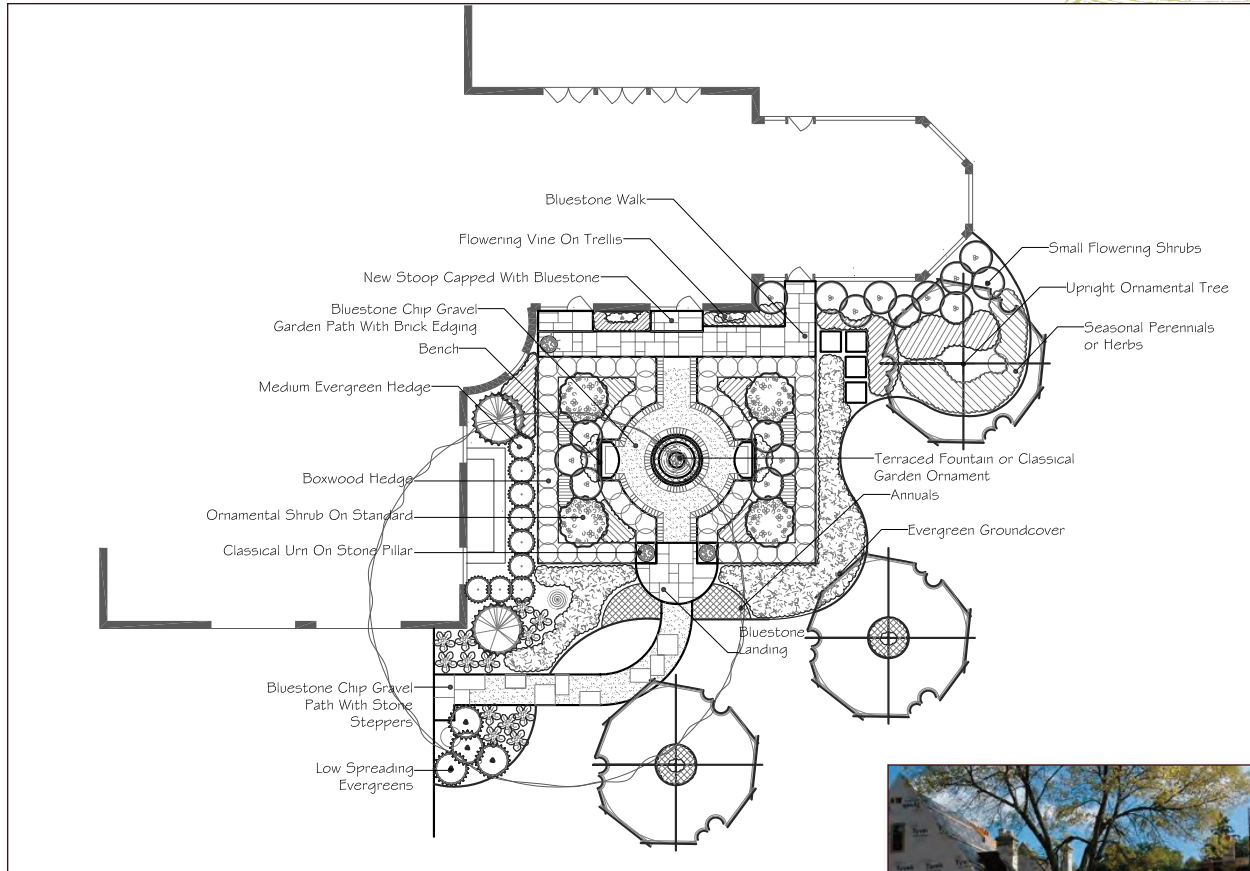 Bluestone Walk
Flowering Vine On Trellis
New Stoop Capped With Bluestone
Bluestone Chip Gravel
Garden Path With Brick Edging
Bench
Medium Evergreen Hedge
Boxwood Hedge
Ornamental Shrub On Standard
Classical Urn On Stone Pillar
Bluestone Chip Gravel
Path With Stone
Steppers
Low Spreading
Evergreens
Small Flowering Shrubs
Upright Ornamental Tree
Seasonal Perennials
or Herbs
Terraced Fountain or Classical
Garden Ornament
Annuals
Evergreen Groundcover
Bluestone
Landing
Tyvek
Tyvek
Tyvek